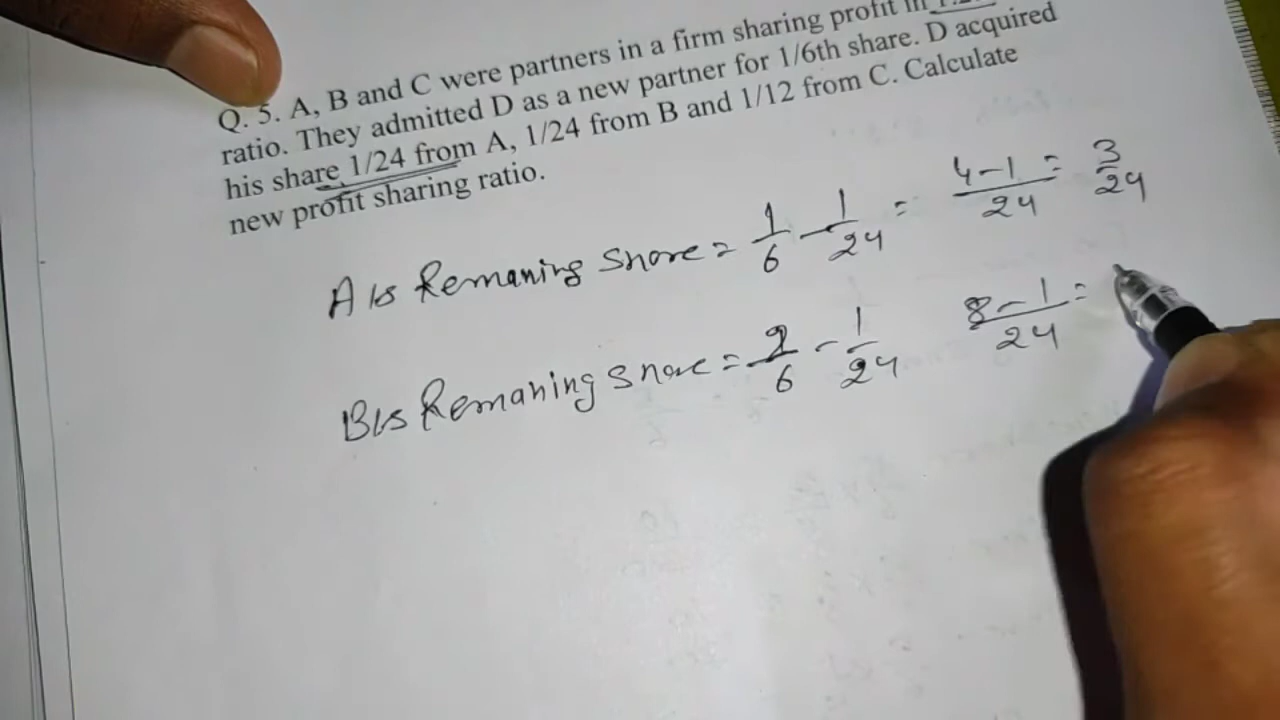 Q. 5. A, B and C were partners in a firm sharing profit in
ratio. They admitted D as a new partner for 1/6th share. D acquired
his share 1/24 from A, 1/24 from B and 1/12 from C. Calculate
new profit sharing ratio.
A is Remaning Share = 1/6 - 1/24 = 4-1/24 = 3/24
B is Remaning Share = 2/6 - 1/24 8-1/24 =